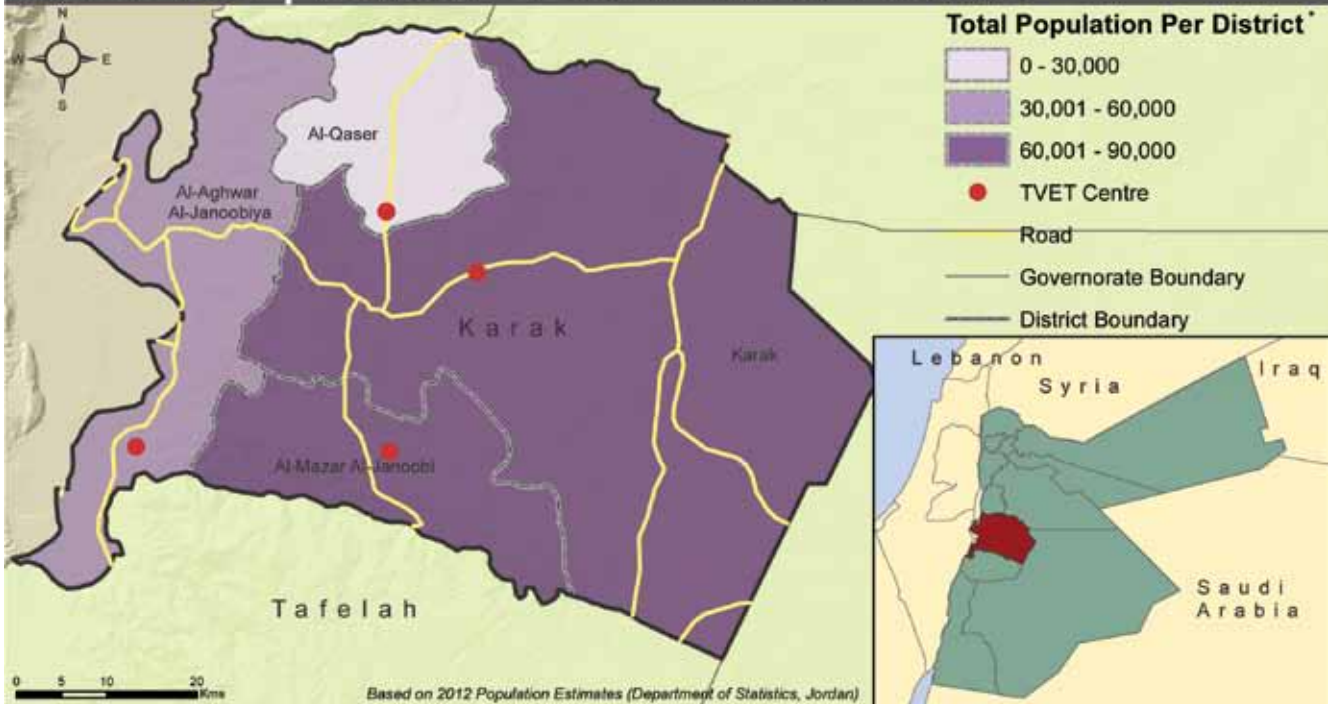 N
W
E
S
Total Population Per District*
0 - 30,000
30,001 - 60,000
60,001 - 90,000
TVET Centre
Road
Governorate Boundary
District Boundary
Al-Qaser
Al-Aghwar
Al-Janoobiya
Karak
Karak
Al-Mazar Al-Janoobi
Tafelah
Lebanon
Syria
Iraq
Saudi
Arabia
0 5 10 20
Kms
Based on 2012 Population Estimates (Department of Statistics, Jordan)